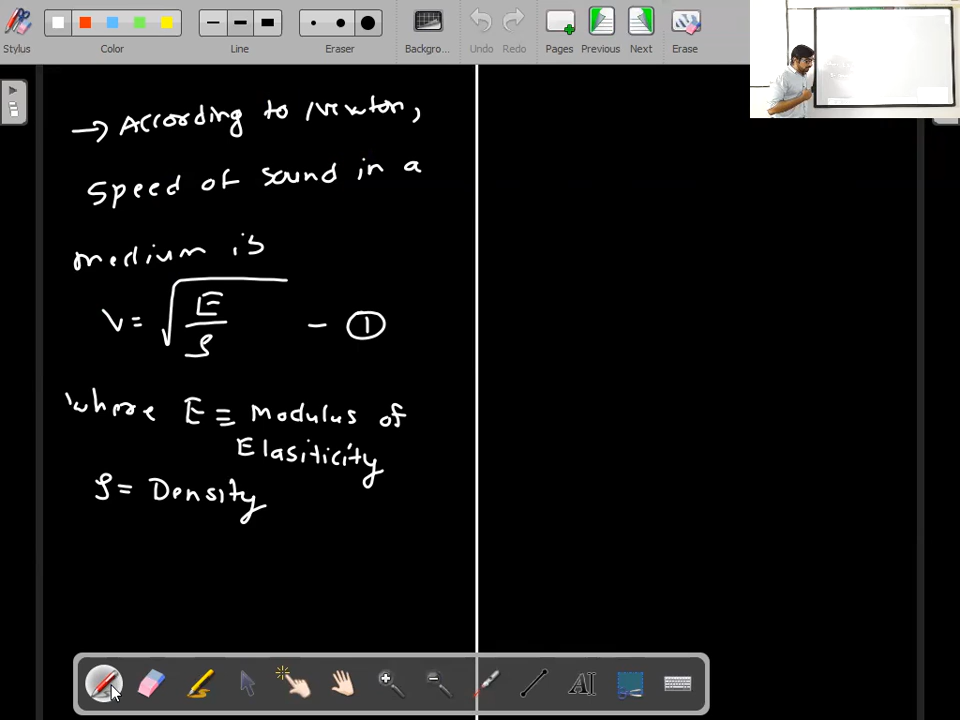 Stylus
Color
Line
Eraser
Backgro...
Undo
Redo
Pages
Previous
Next
Erase
→ According to Newton,
Speed of sound in a
medium is
V = √(E/ρ) - ①
where E ≡ Modulus of
Elasiticity
ρ = Density